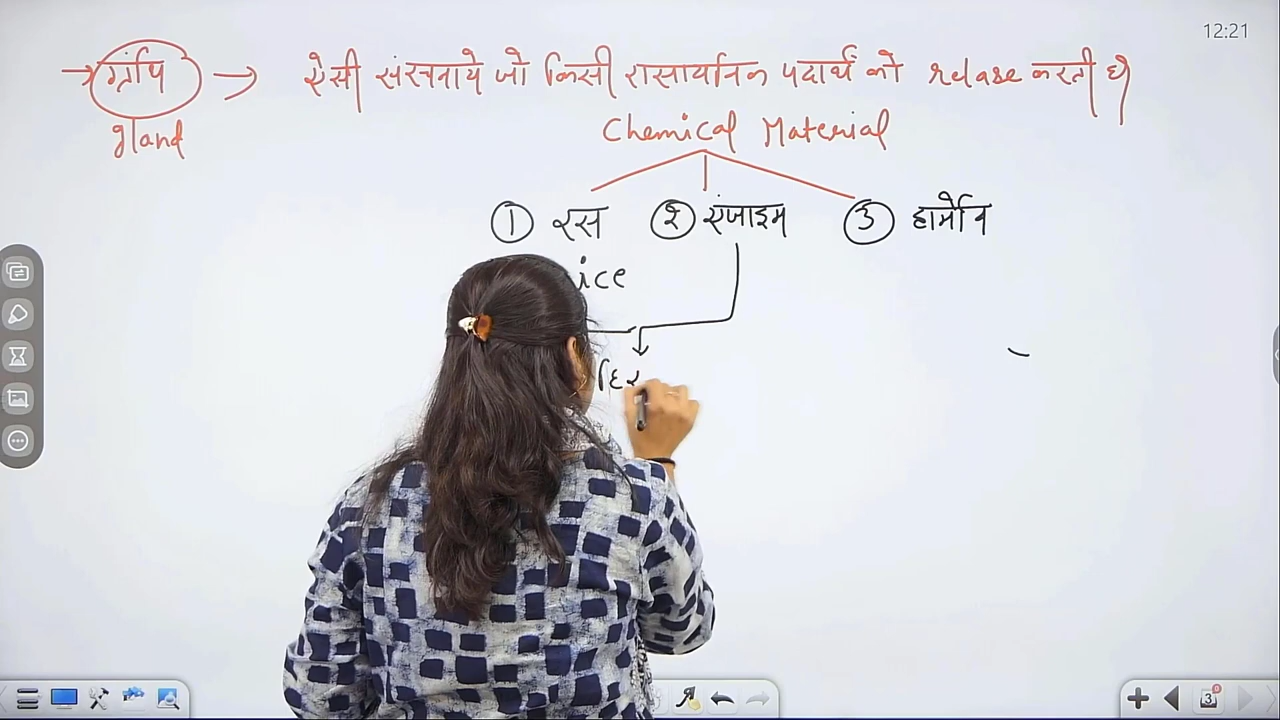 12:21
→ ग्रंथि → ऐसी संरचनाये जो किसी रासायनिक पदार्थ को relase करती है
gland
Chemical Material
① रस ② एंजाइम ③ हार्मोन
ice